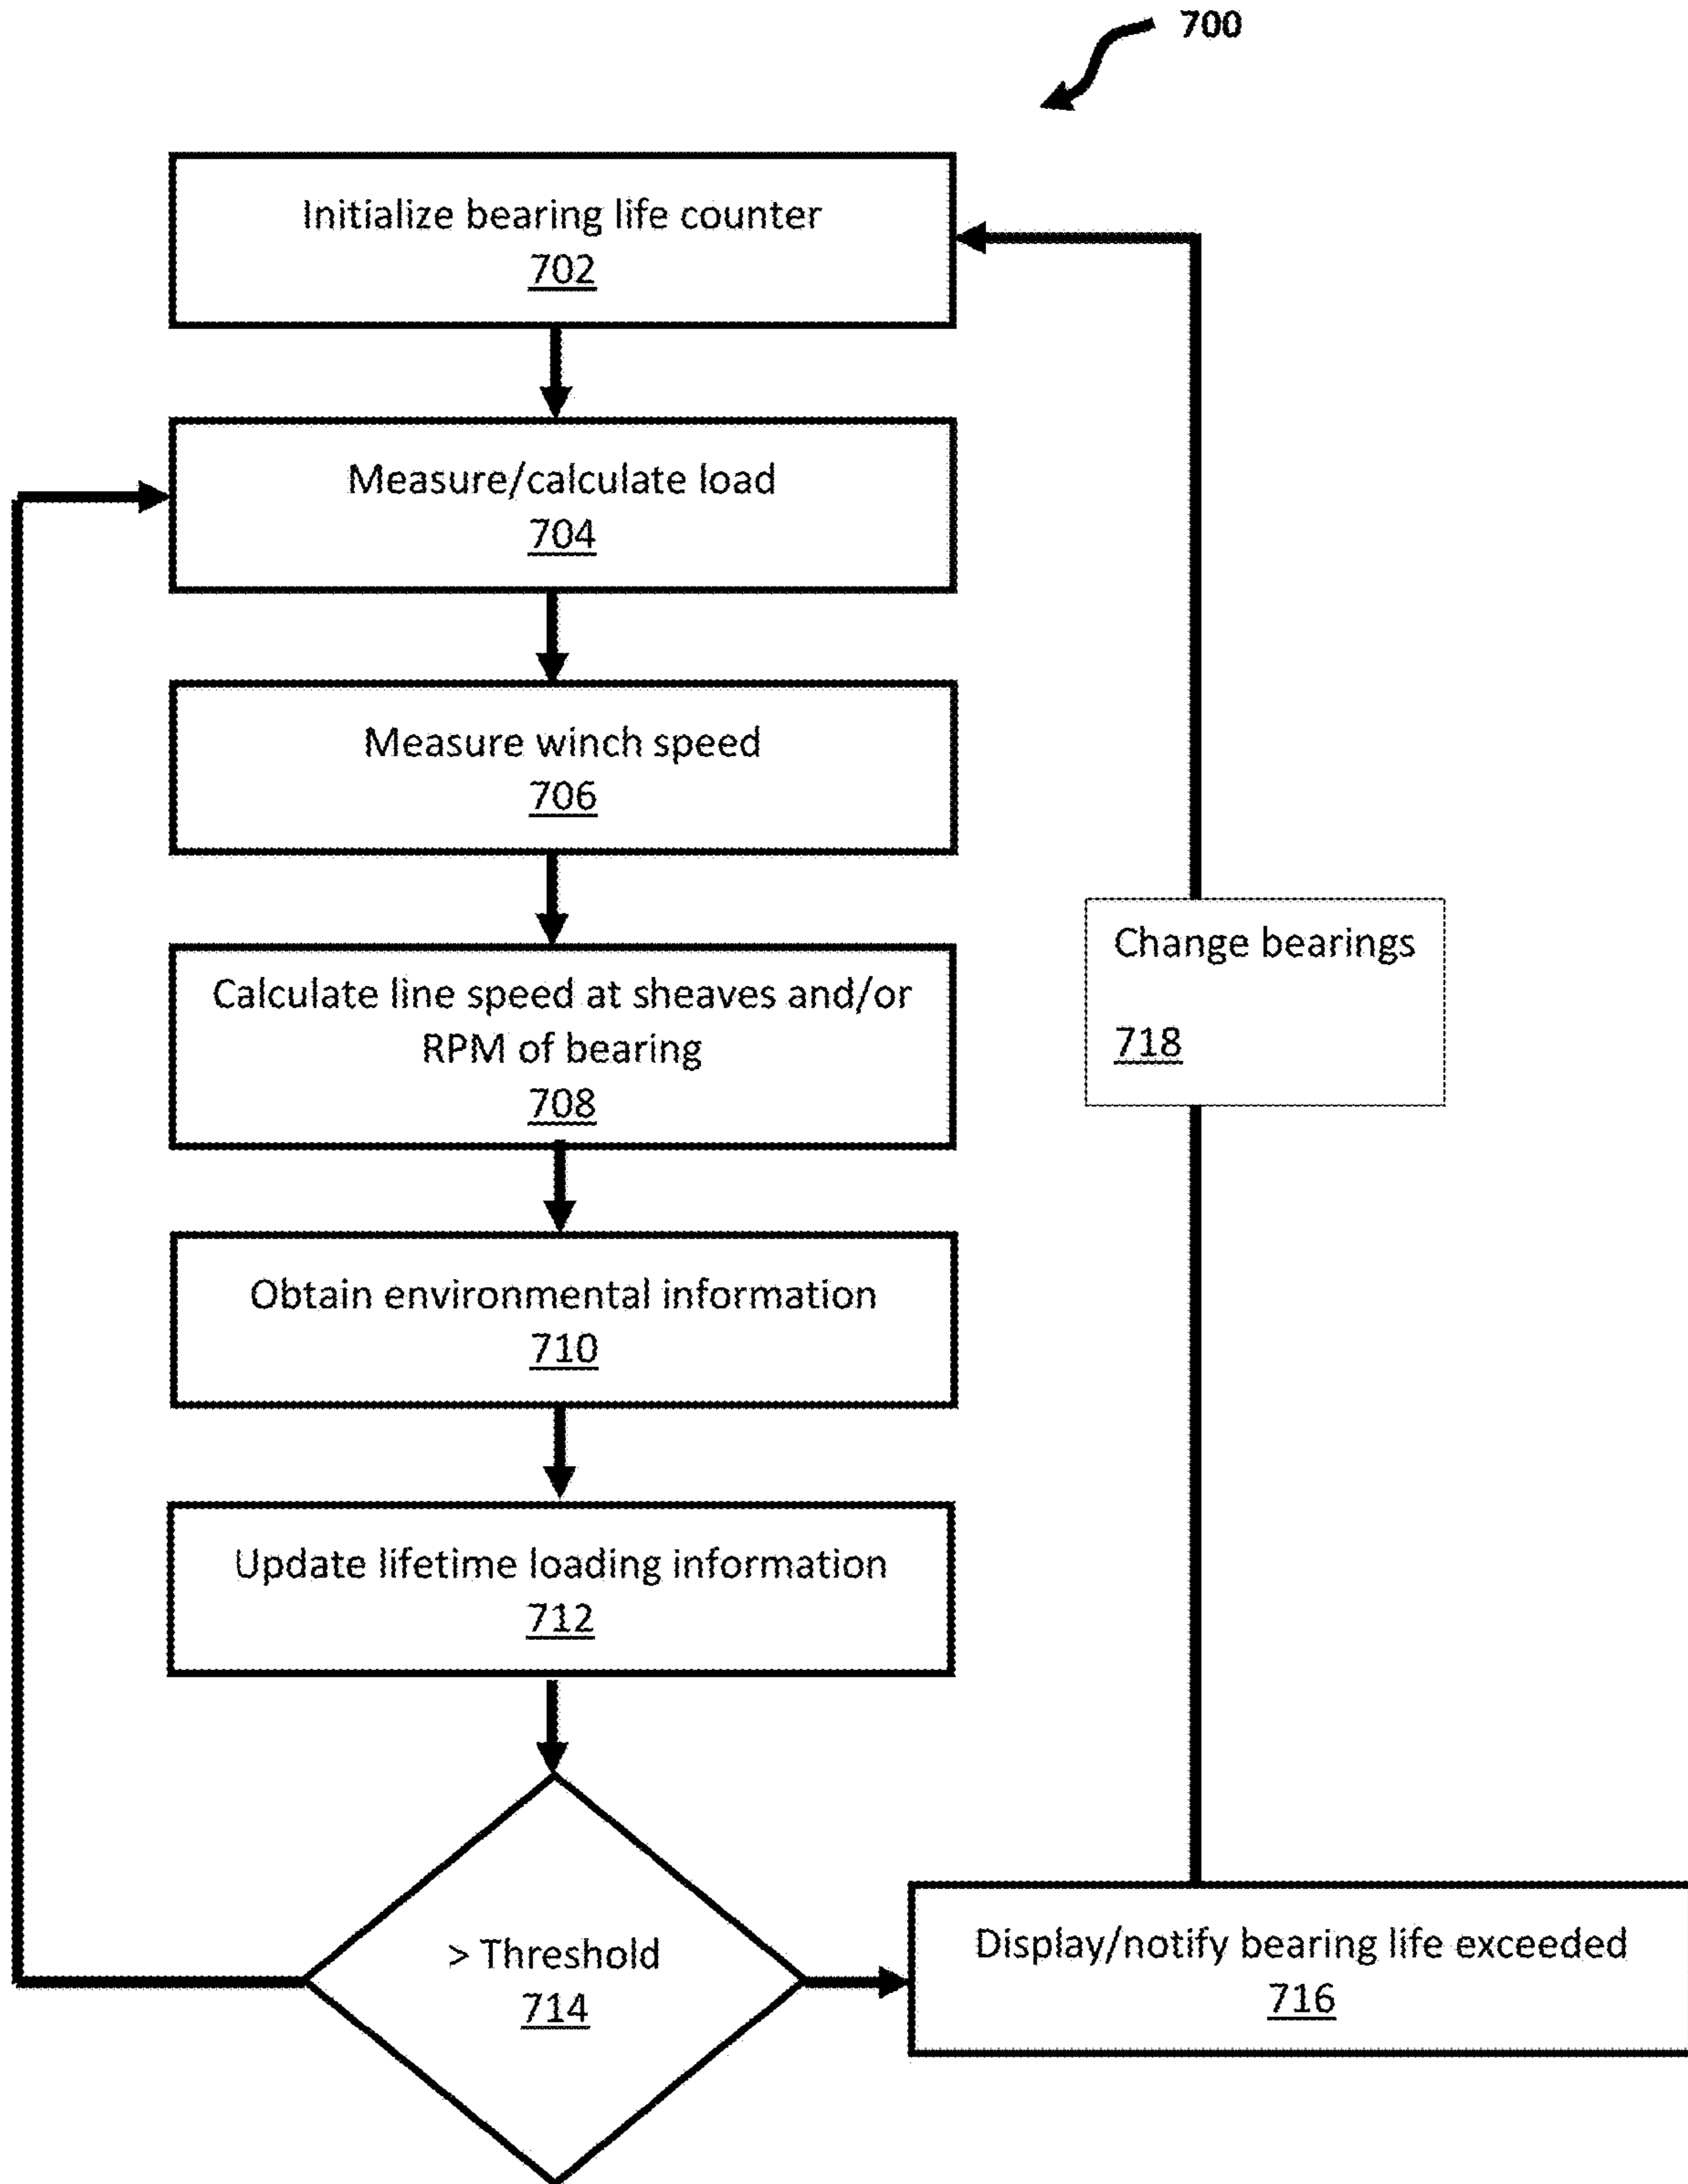 700
Initialize bearing life counter
702
Measure/calculate load
704
Measure winch speed
706
Calculate line speed at sheaves and/or
RPM of bearing
708
Change bearings
718
Obtain environmental information
710
Update lifetime loading information
712
> Threshold
714
Display/notify bearing life exceeded
716